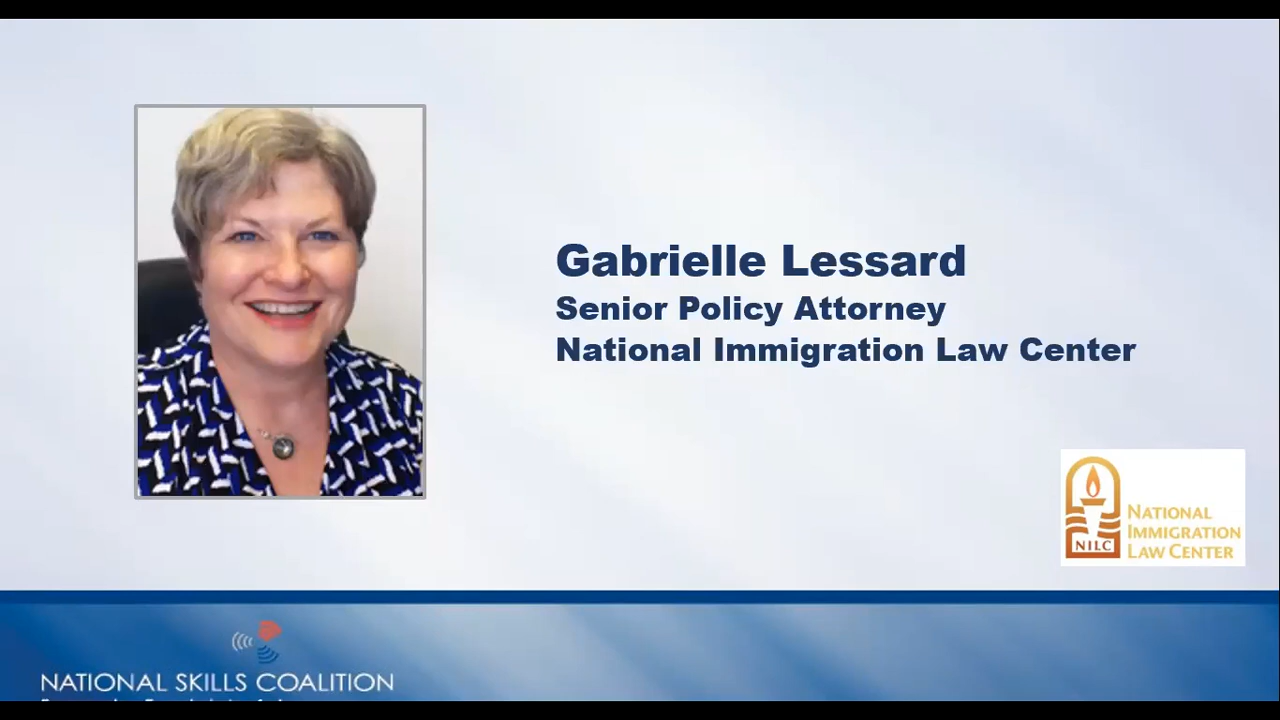 Gabrielle Lessard
Senior Policy Attorney
National Immigration Law Center
NILC
NATIONAL
IMMIGRATION
LAW CENTER
NATIONAL SKILLS COALITION